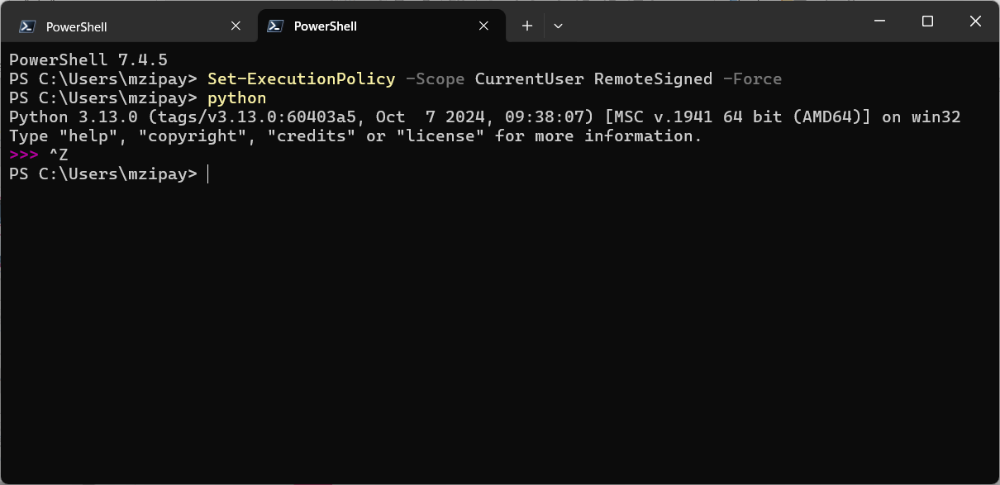 PowerShell
PowerShell
PowerShell 7.4.5
PS C:\Users\mzipay> Set-ExecutionPolicy -Scope CurrentUser RemoteSigned -Force
PS C:\Users\mzipay> python
Python 3.13.0 (tags/v3.13.0:60403a5, Oct  7 2024, 09:38:07) [MSC v.1941 64 bit (AMD64)] on win32
Type "help", "copyright", "credits" or "license" for more information.
>>> ^Z
PS C:\Users\mzipay>